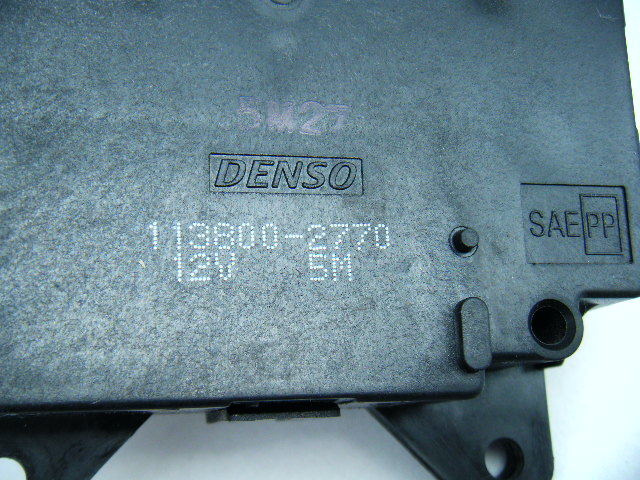 5M27
DENSO
113800-2770
12V 5M
SAE PP